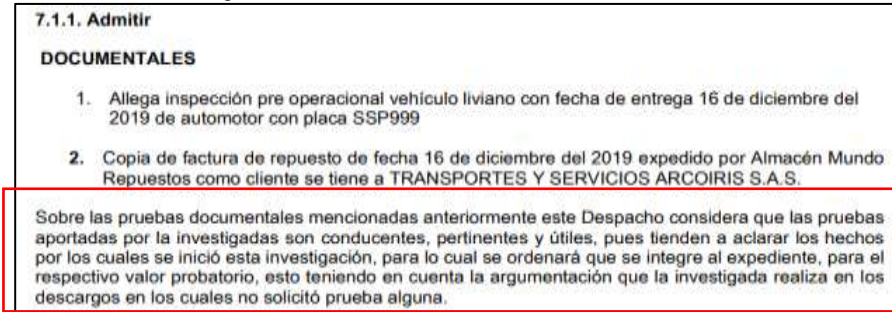 7.1.1. Admitir
DOCUMENTALES
1. Allega inspección pre operacional vehículo liviano con fecha de entrega 16 de diciembre del
2019 de automotor con placa SSP999
2. Copia de factura de repuesto de fecha 16 de diciembre del 2019 expedido por Almacén Mundo
Repuestos como cliente se tiene a TRANSPORTES Y SERVICIOS ARCOIRIS S.A.S.
Sobre las pruebas documentales mencionadas anteriormente este Despacho considera que las pruebas
aportadas por la investigadas son conducentes, pertinentes y útiles, pues tienden a aclarar los hechos
por los cuales se inició esta investigación, para lo cual se ordenará que se integre al expediente, para el
respectivo valor probatorio, esto teniendo en cuenta la argumentación que la investigada realiza en los
descargos en los cuales no solicitó prueba alguna.